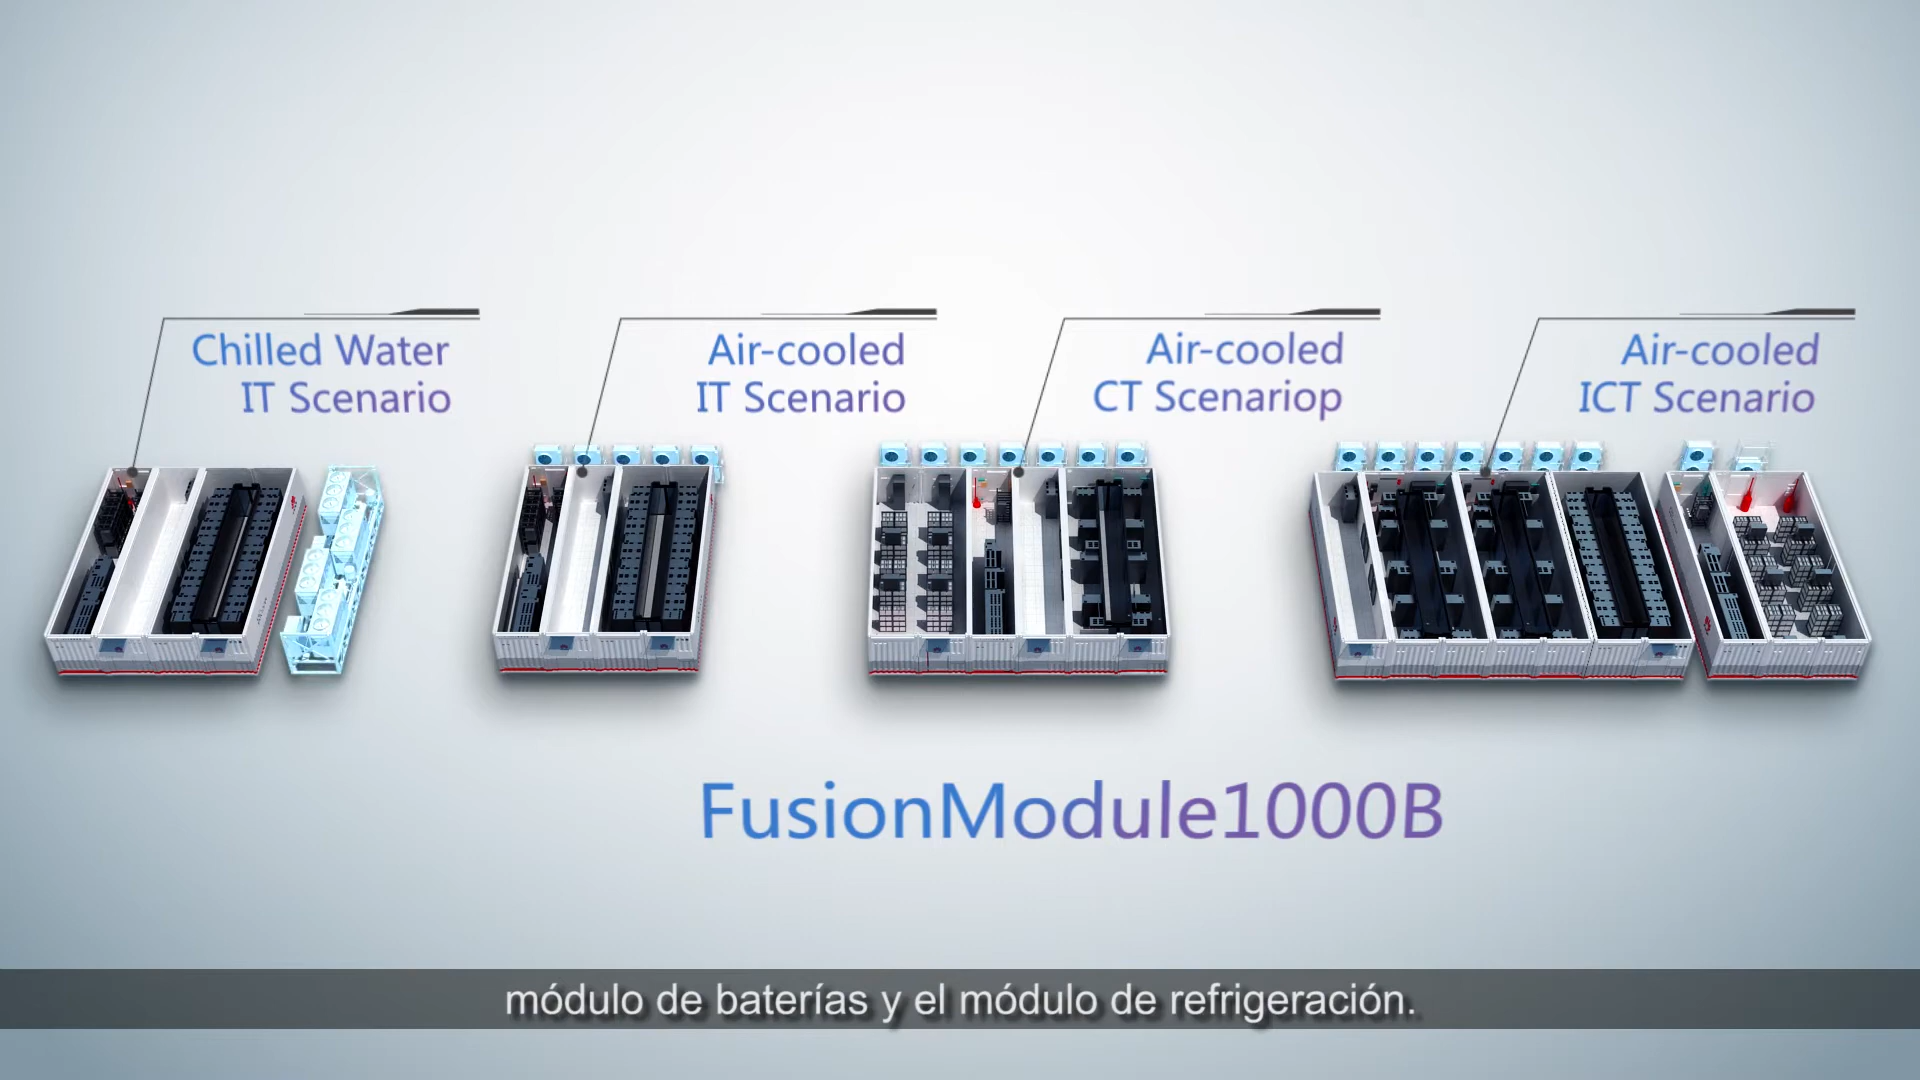 Chilled Water
IT Scenario
Air-cooled
IT Scenario
Air-cooled
CT Scenariop
Air-cooled
ICT Scenario
FusionModule1000B
módulo de baterías y el módulo de refrigeración.